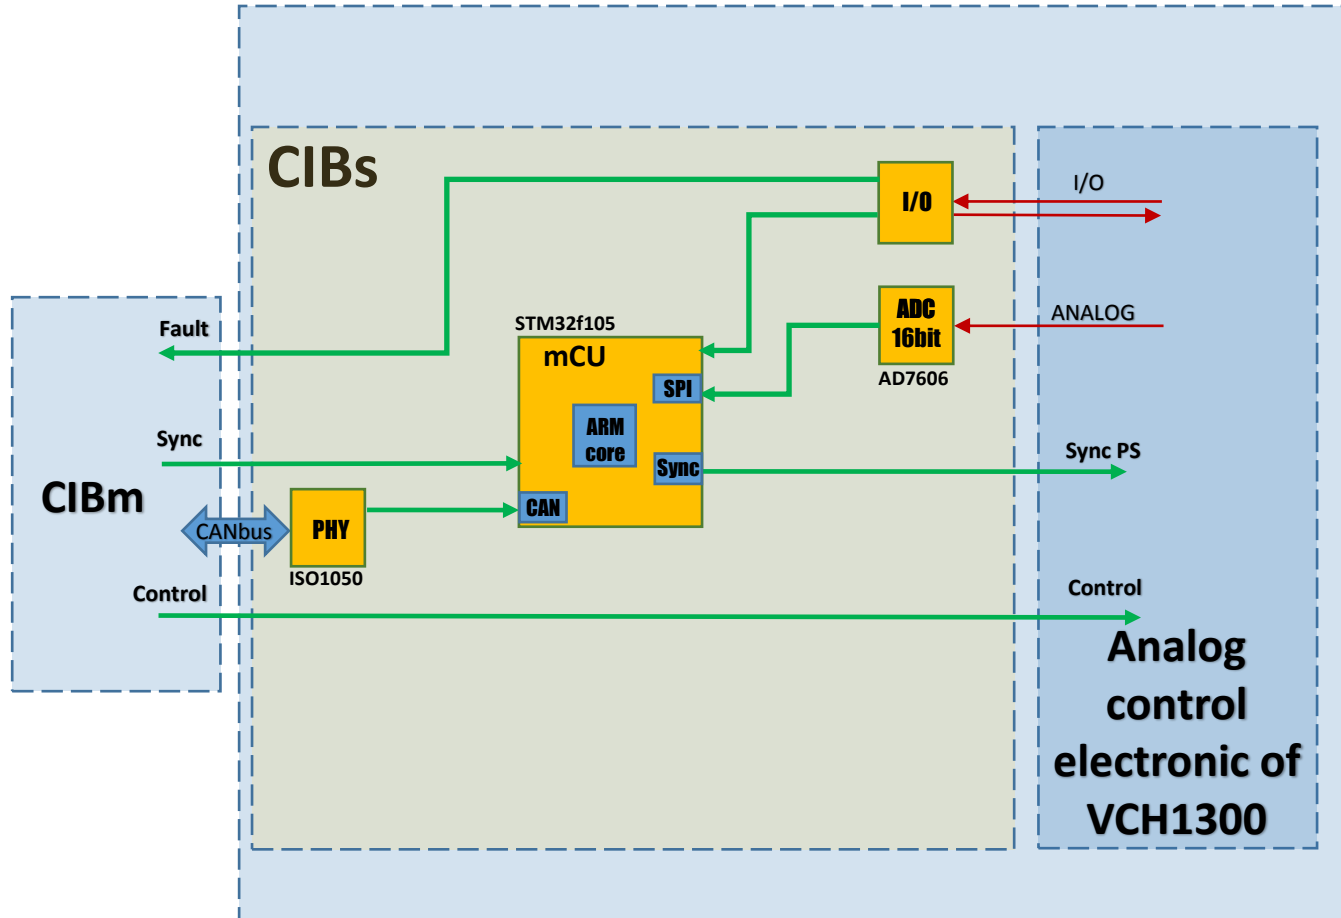 CIBs
I/O
I/O
Fault
STM32f105
mCU
ADC
16bit
ANALOG
AD7606
SPI
ARM
core
Sync
Sync
Sync PS
CIBm
CANbus
PHY
CAN
ISO1050
Control
Control
Analog
control
electronic of
VCH1300